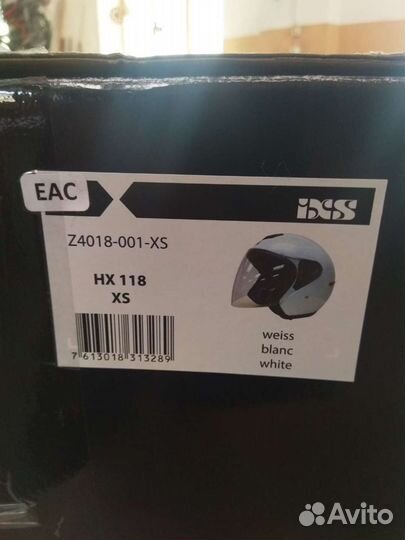 EAC
iXS
Z4018-001-XS
HX 118
XS
7 613018 313289
weiss
blanc
white
Avito